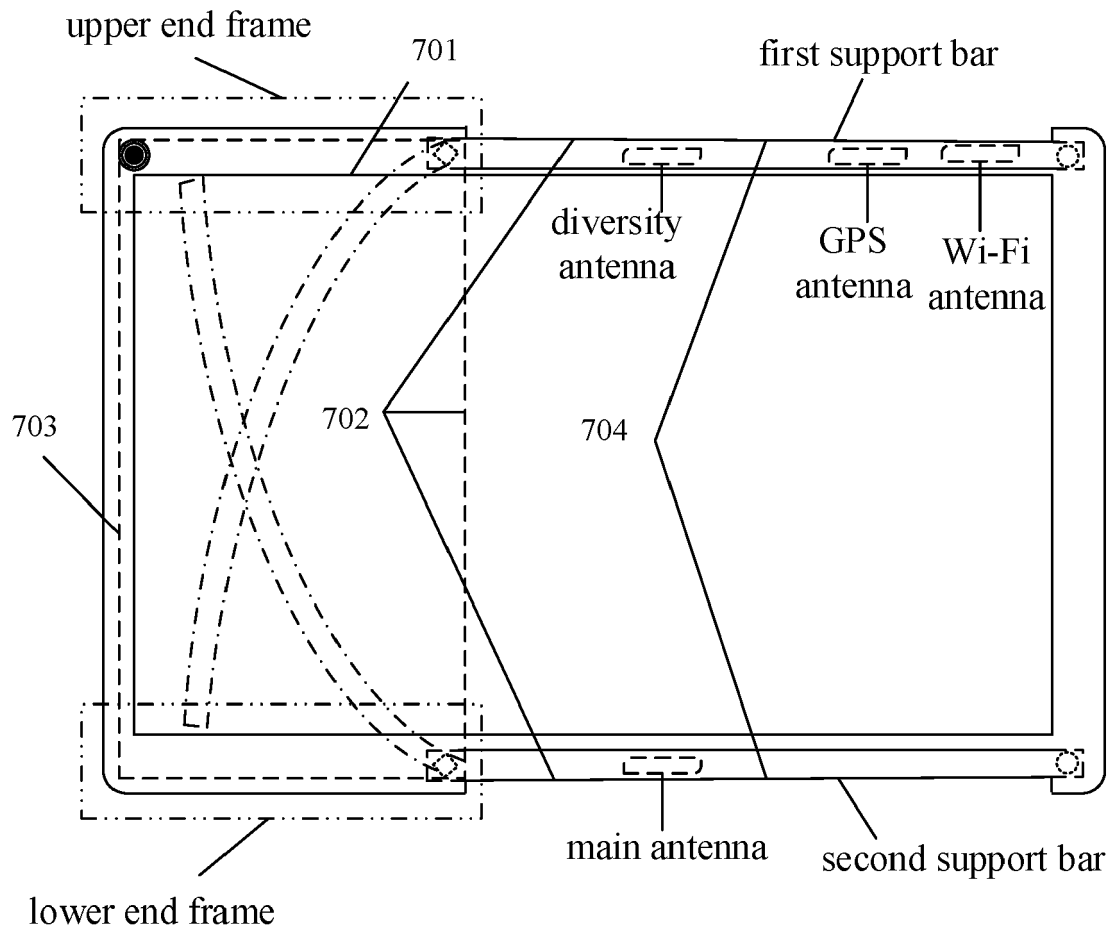 upper end frame
701
first support bar
diversity
antenna
GPS
antenna
Wi-Fi
antenna
703
702
704
main antenna
second support bar
lower end frame